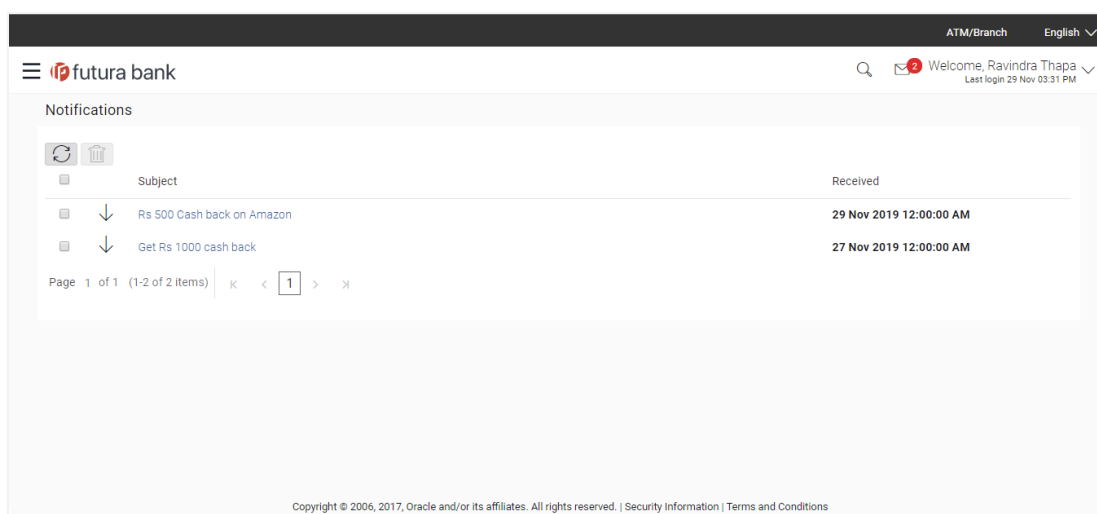 ATM/Branch English
futura bank 2 Welcome, Ravindra Thapa
Last login 29 Nov 03:31 PM
Notifications
Subject Received
Rs 500 Cash back on Amazon 29 Nov 2019 12:00:00 AM
Get Rs 1000 cash back 27 Nov 2019 12:00:00 AM
Page 1 of 1 (1-2 of 2 items) 1
Copyright © 2006, 2017, Oracle and/or its affiliates. All rights reserved. | Security Information | Terms and Conditions